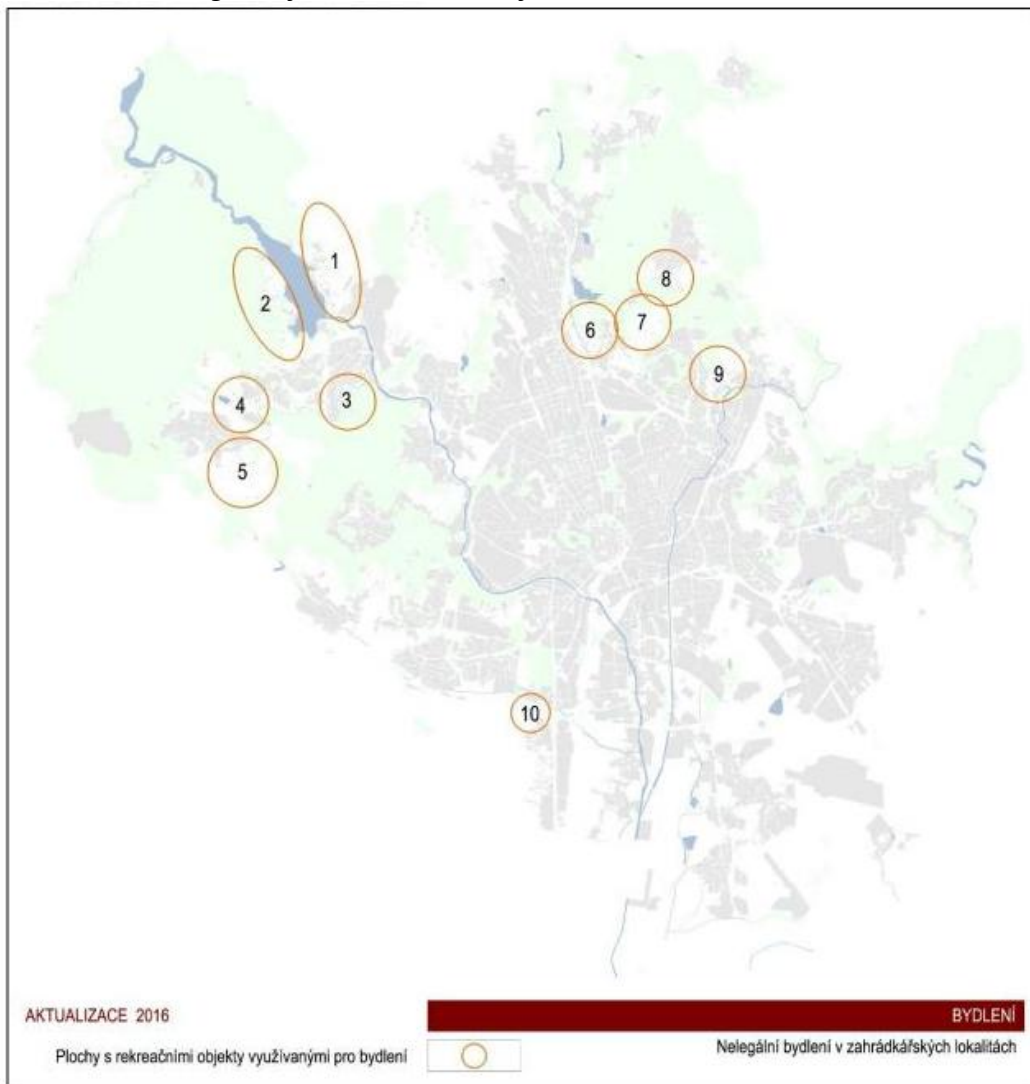 1
2
8
7
6
9
3
4
5
10
AKTUALIZACE 2016
BYDLENÍ
Plochy s rekreačními objekty využívanými pro bydlení
Nelegální bydlení v zahrádkářských lokalitách